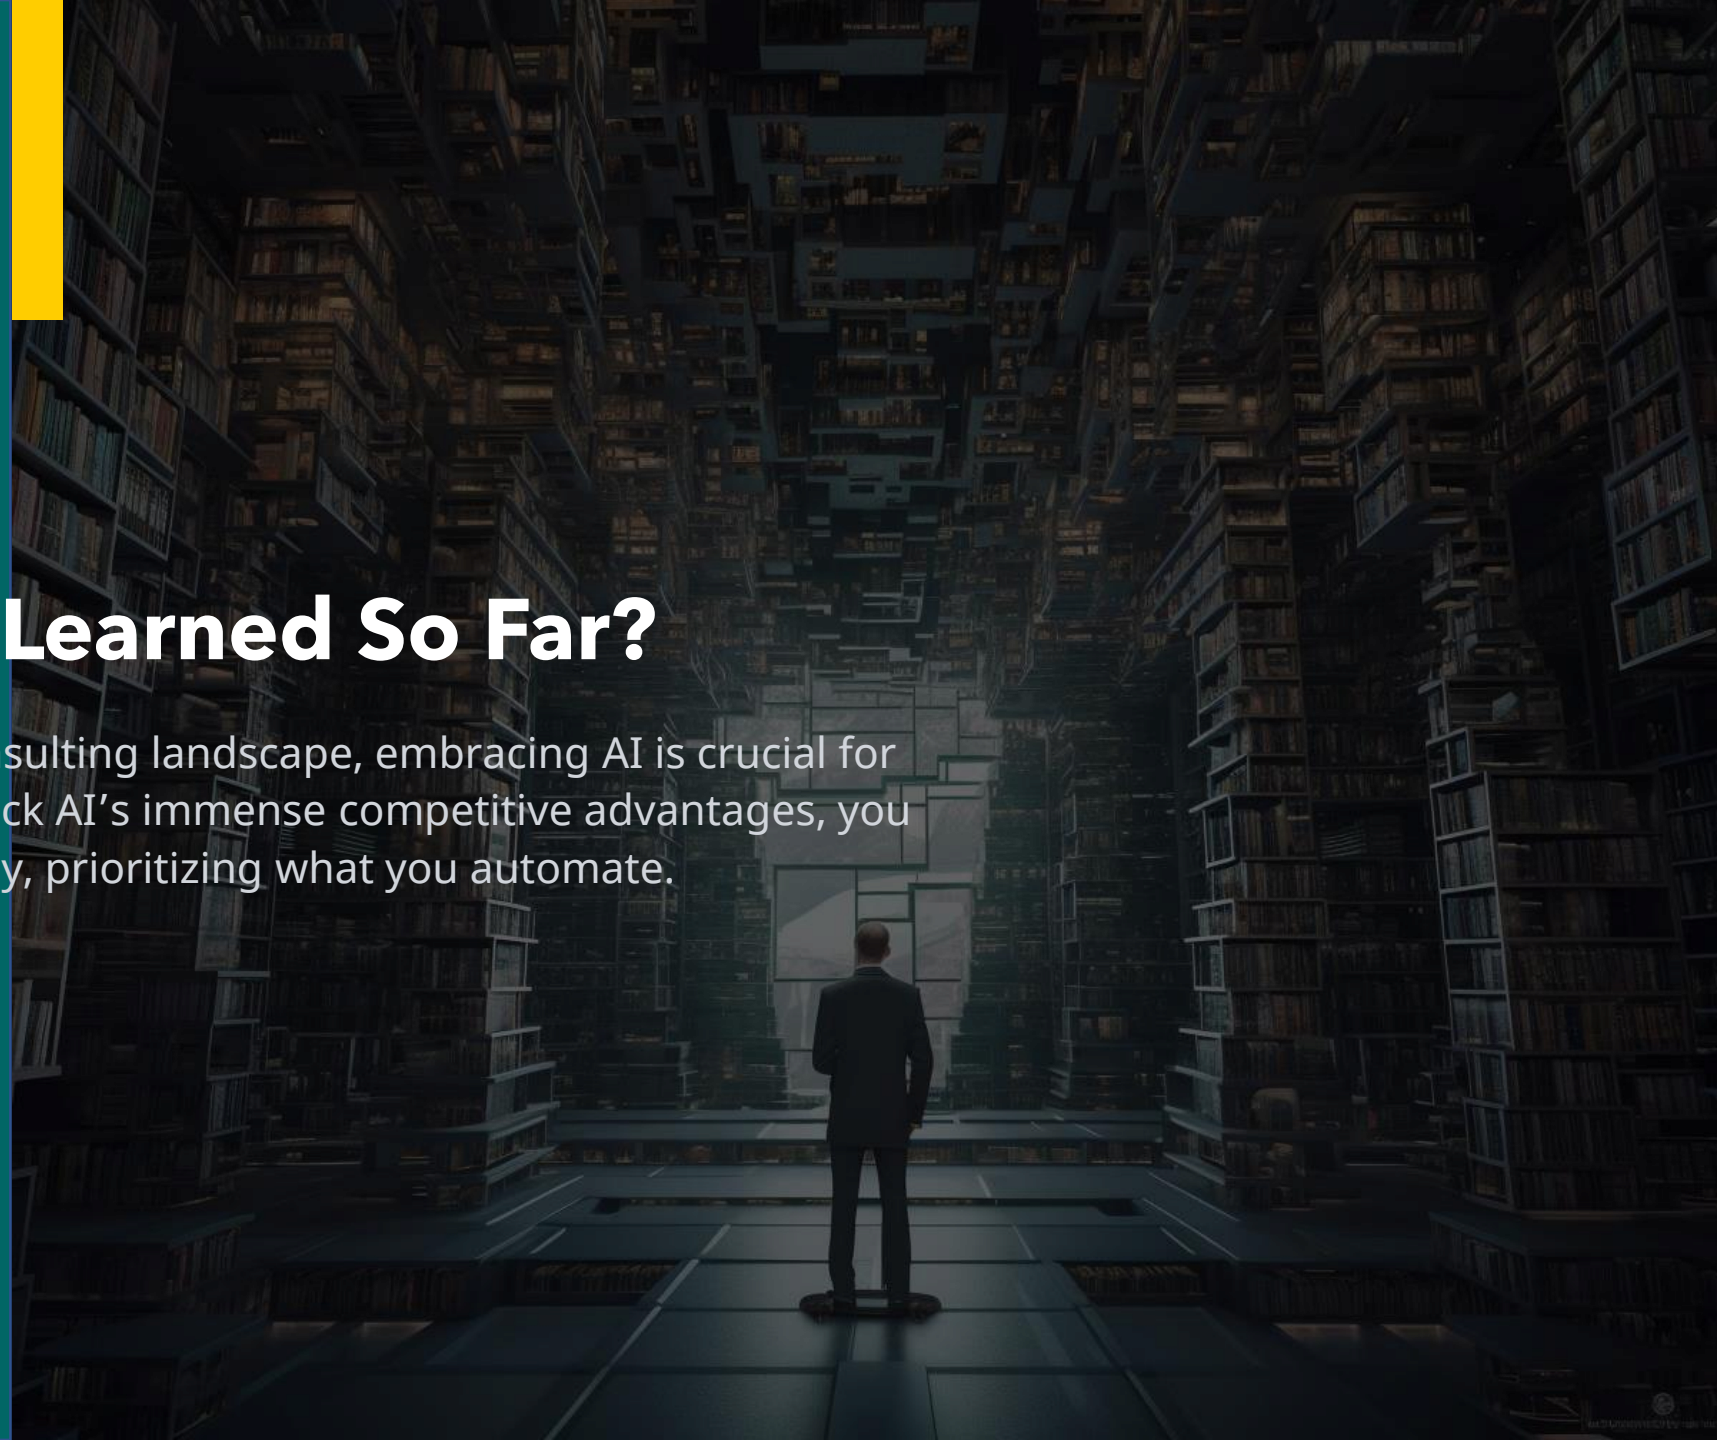 Learned So Far?
sulting landscape, embracing AI is crucial for
ck AI’s immense competitive advantages, you
y, prioritizing what you automate.